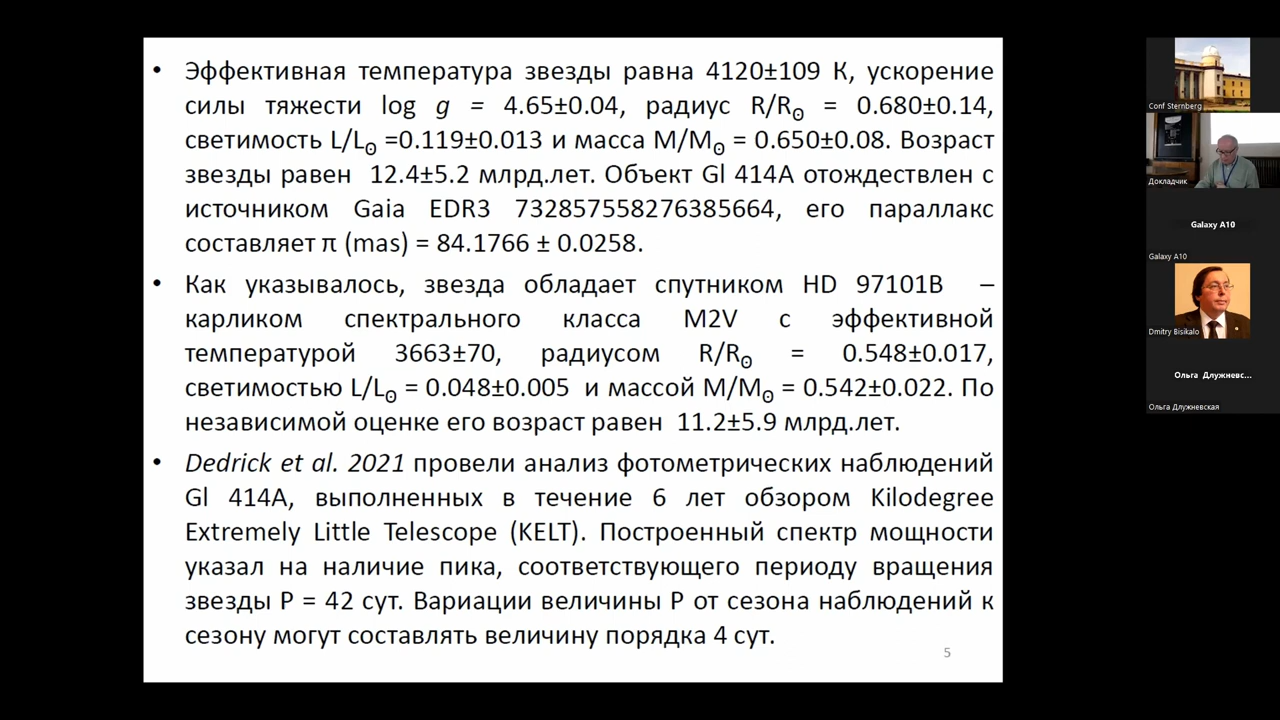 • Эффективная температура звезды равна 4120±109 К, ускорение
силы тяжести log g = 4.65±0.04, радиус R/R⊙ = 0.680±0.14,
светимость L/L⊙ =0.119±0.013 и масса M/M⊙ = 0.650±0.08. Возраст
звезды равен 12.4±5.2 млрд.лет. Объект Gl 414A отождествлен с
источником Gaia EDR3 732857558276385664, его параллакс
составляет π (mas) = 84.1766 ± 0.0258.
• Как указывалось, звезда обладает спутником HD 97101B –
карликом спектрального класса M2V с эффективной
температурой 3663±70, радиусом R/R⊙ = 0.548±0.017,
светимостью L/L⊙ = 0.048±0.005 и массой M/M⊙ = 0.542±0.022. По
независимой оценке его возраст равен 11.2±5.9 млрд.лет.
• Dedrick et al. 2021 провели анализ фотометрических наблюдений
Gl 414A, выполненных в течение 6 лет обзором Kilodegree
Extremely Little Telescope (KELT). Построенный спектр мощности
указал на наличие пика, соответствующего периоду вращения
звезды P = 42 сут. Вариации величины P от сезона наблюдений к
сезону могут составлять величину порядка 4 сут.
5
Conf Sternberg
Докладчик
Galaxy A10
Galaxy A10
Dmitry Bisikalo
Ольга Длужневс...
Ольга Длужневская